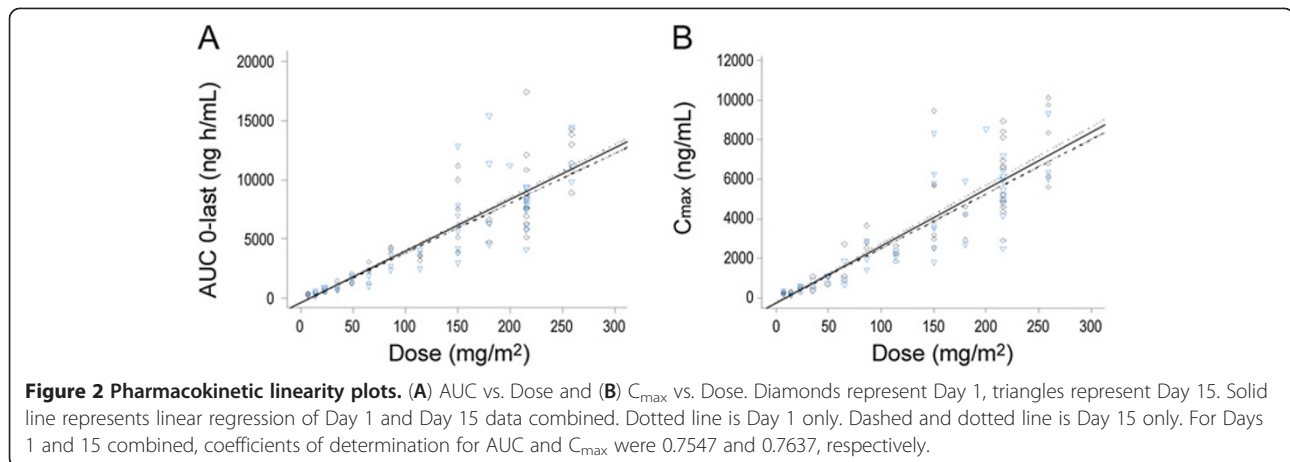 A
AUC 0-last (ng h/mL)
20000
15000
10000
5000
0
0 50 100 150 200 250 300
Dose (mg/m²)
B
Cmax (ng/mL)
12000
10000
8000
6000
4000
2000
0
0 50 100 150 200 250 300
Dose (mg/m²)
Figure 2 Pharmacokinetic linearity plots. (A) AUC vs. Dose and (B) Cmax vs. Dose. Diamonds represent Day 1, triangles represent Day 15. Solid
line represents linear regression of Day 1 and Day 15 data combined. Dotted line is Day 1 only. Dashed and dotted line is Day 15 only. For Days
1 and 15 combined, coefficients of determination for AUC and Cmax were 0.7547 and 0.7637, respectively.